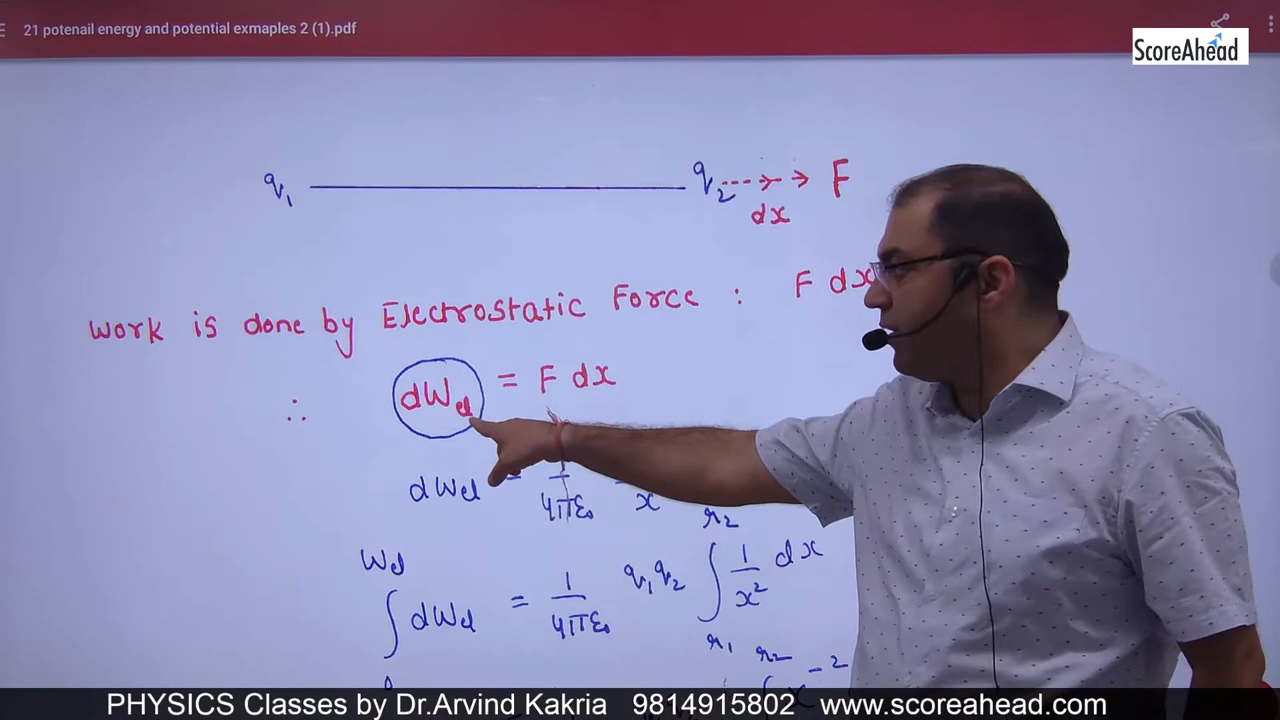 21 potenail energy and potential exmaples 2 (1).pdf
ScoreAhead
q₁ q₂ F
dx
Work is done by Electrostatic Force : F dx
∴ dWel = F dx
dWel = 4πε₀ x
Wel r₂
∫ dWel = 1/4πε₀ q₁q₂ ∫ 1/x² dx
r₁ r₂
x⁻²
PHYSICS Classes by Dr.Arvind Kakria 9814915802 www.scoreahead.com